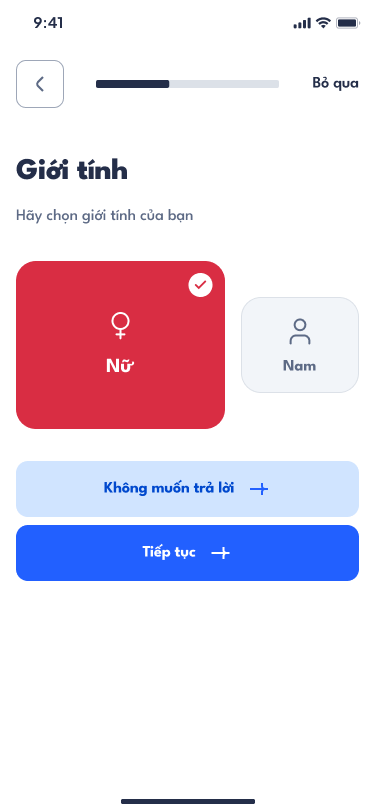 9:41
Bỏ qua
Giới tính
Hãy chọn giới tính của bạn
Nữ
Nam
Không muốn trả lời
Tiếp tục